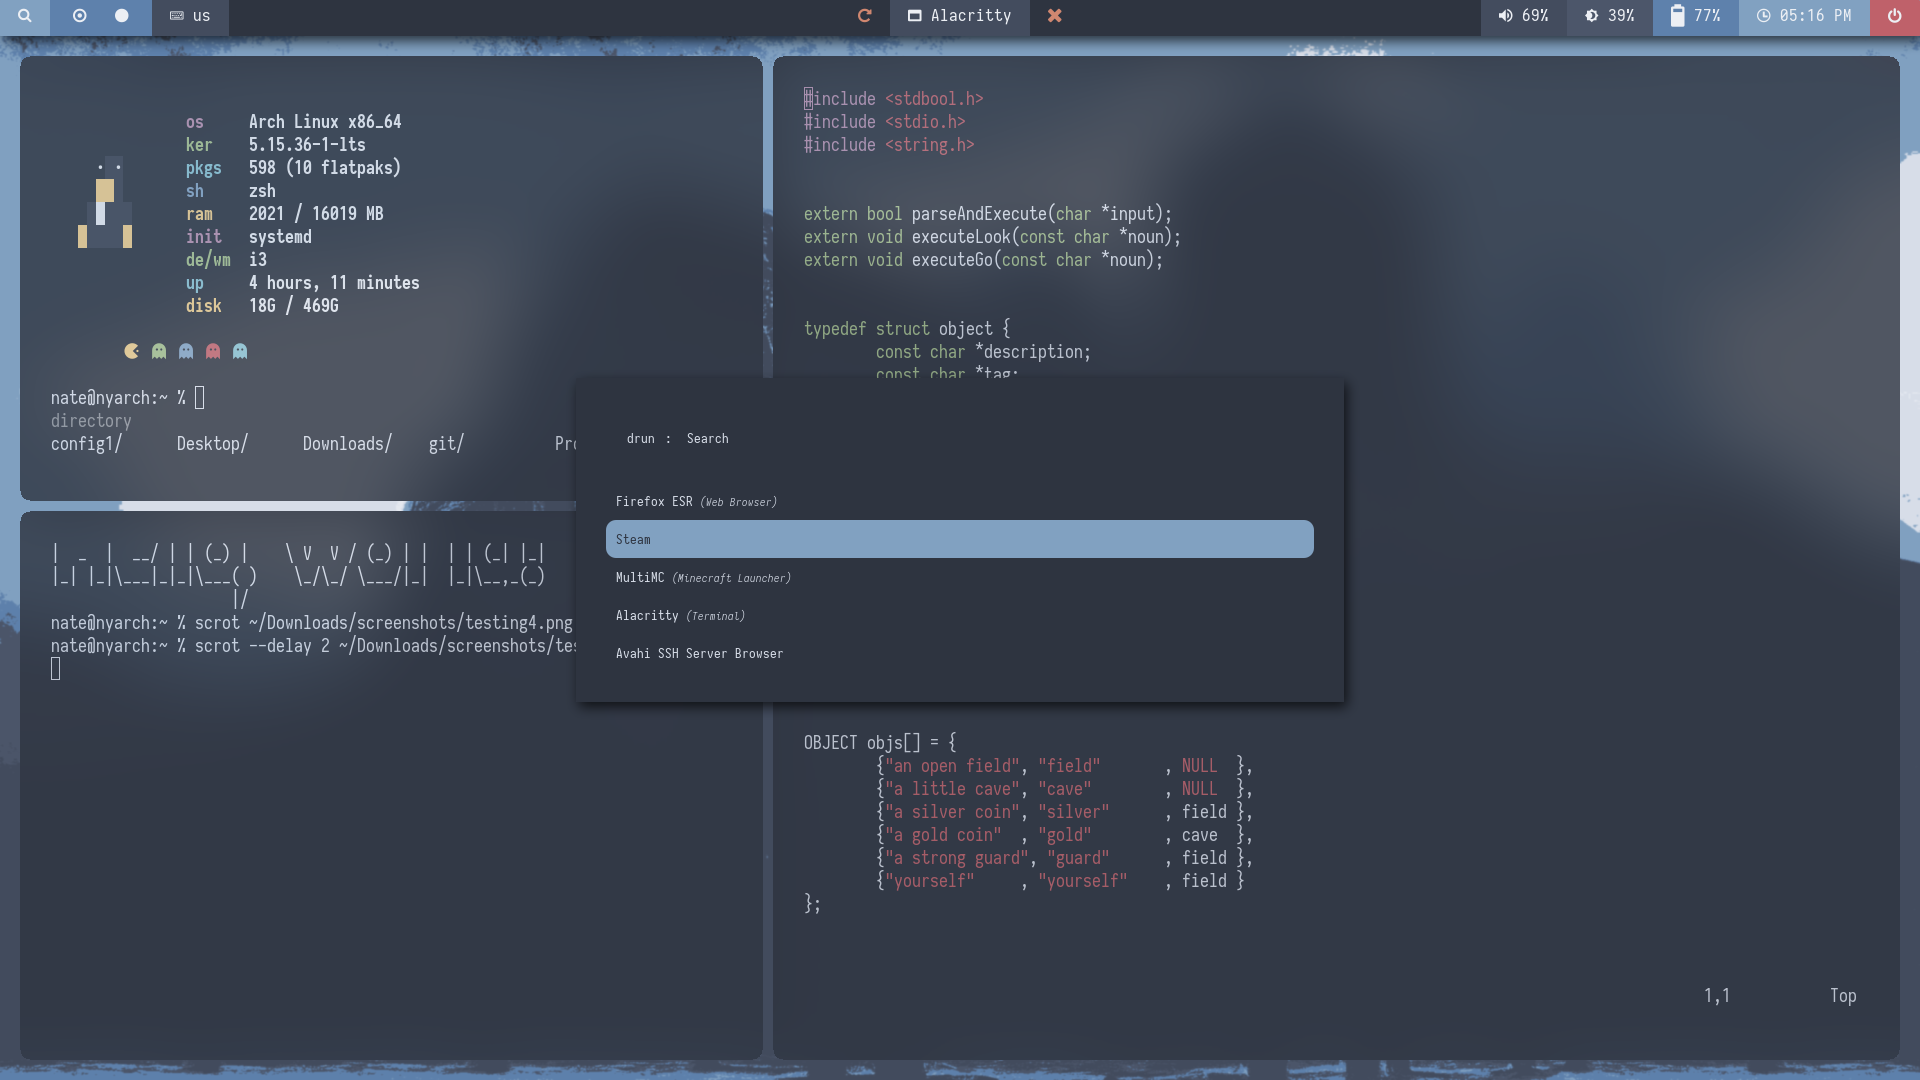 us
Alacritty
69%
39%
77%
05:16 PM
os Arch Linux x86_64
ker 5.15.36-1-lts
pkgs 598 (10 flatpaks)
sh zsh
ram 2021 / 16019 MB
init systemd
de/wm i3
up 4 hours, 11 minutes
disk 18G / 469G
nate@nyarch:~ %
directory
config1/ Desktop/ Downloads/ git/
| _ | __/ | | (_) | \ V V / (_) | | | | (_| |_|
|_| |_|\___|_|_|\___( ) \_/\_/ \___/|_| |_|\__,_(_)
|/
nate@nyarch:~ % scrot ~/Downloads/screenshots/testing4.png
nate@nyarch:~ % scrot --delay 2 ~/Downloads/screenshots/tes
#include <stdbool.h>
#include <stdio.h>
#include <string.h>
extern bool parseAndExecute(char *input);
extern void executeLook(const char *noun);
extern void executeGo(const char *noun);
typedef struct object {
const char *description;
const char *tag;
drun : Search
Firefox ESR (Web Browser)
Steam
MultiMC (Minecraft Launcher)
Alacritty (Terminal)
Avahi SSH Server Browser
OBJECT objs[] = {
{"an open field", "field" , NULL },
{"a little cave", "cave" , NULL },
{"a silver coin", "silver" , field },
{"a gold coin" , "gold" , cave },
{"a strong guard", "guard" , field },
{"yourself" , "yourself" , field }
};
1,1 Top